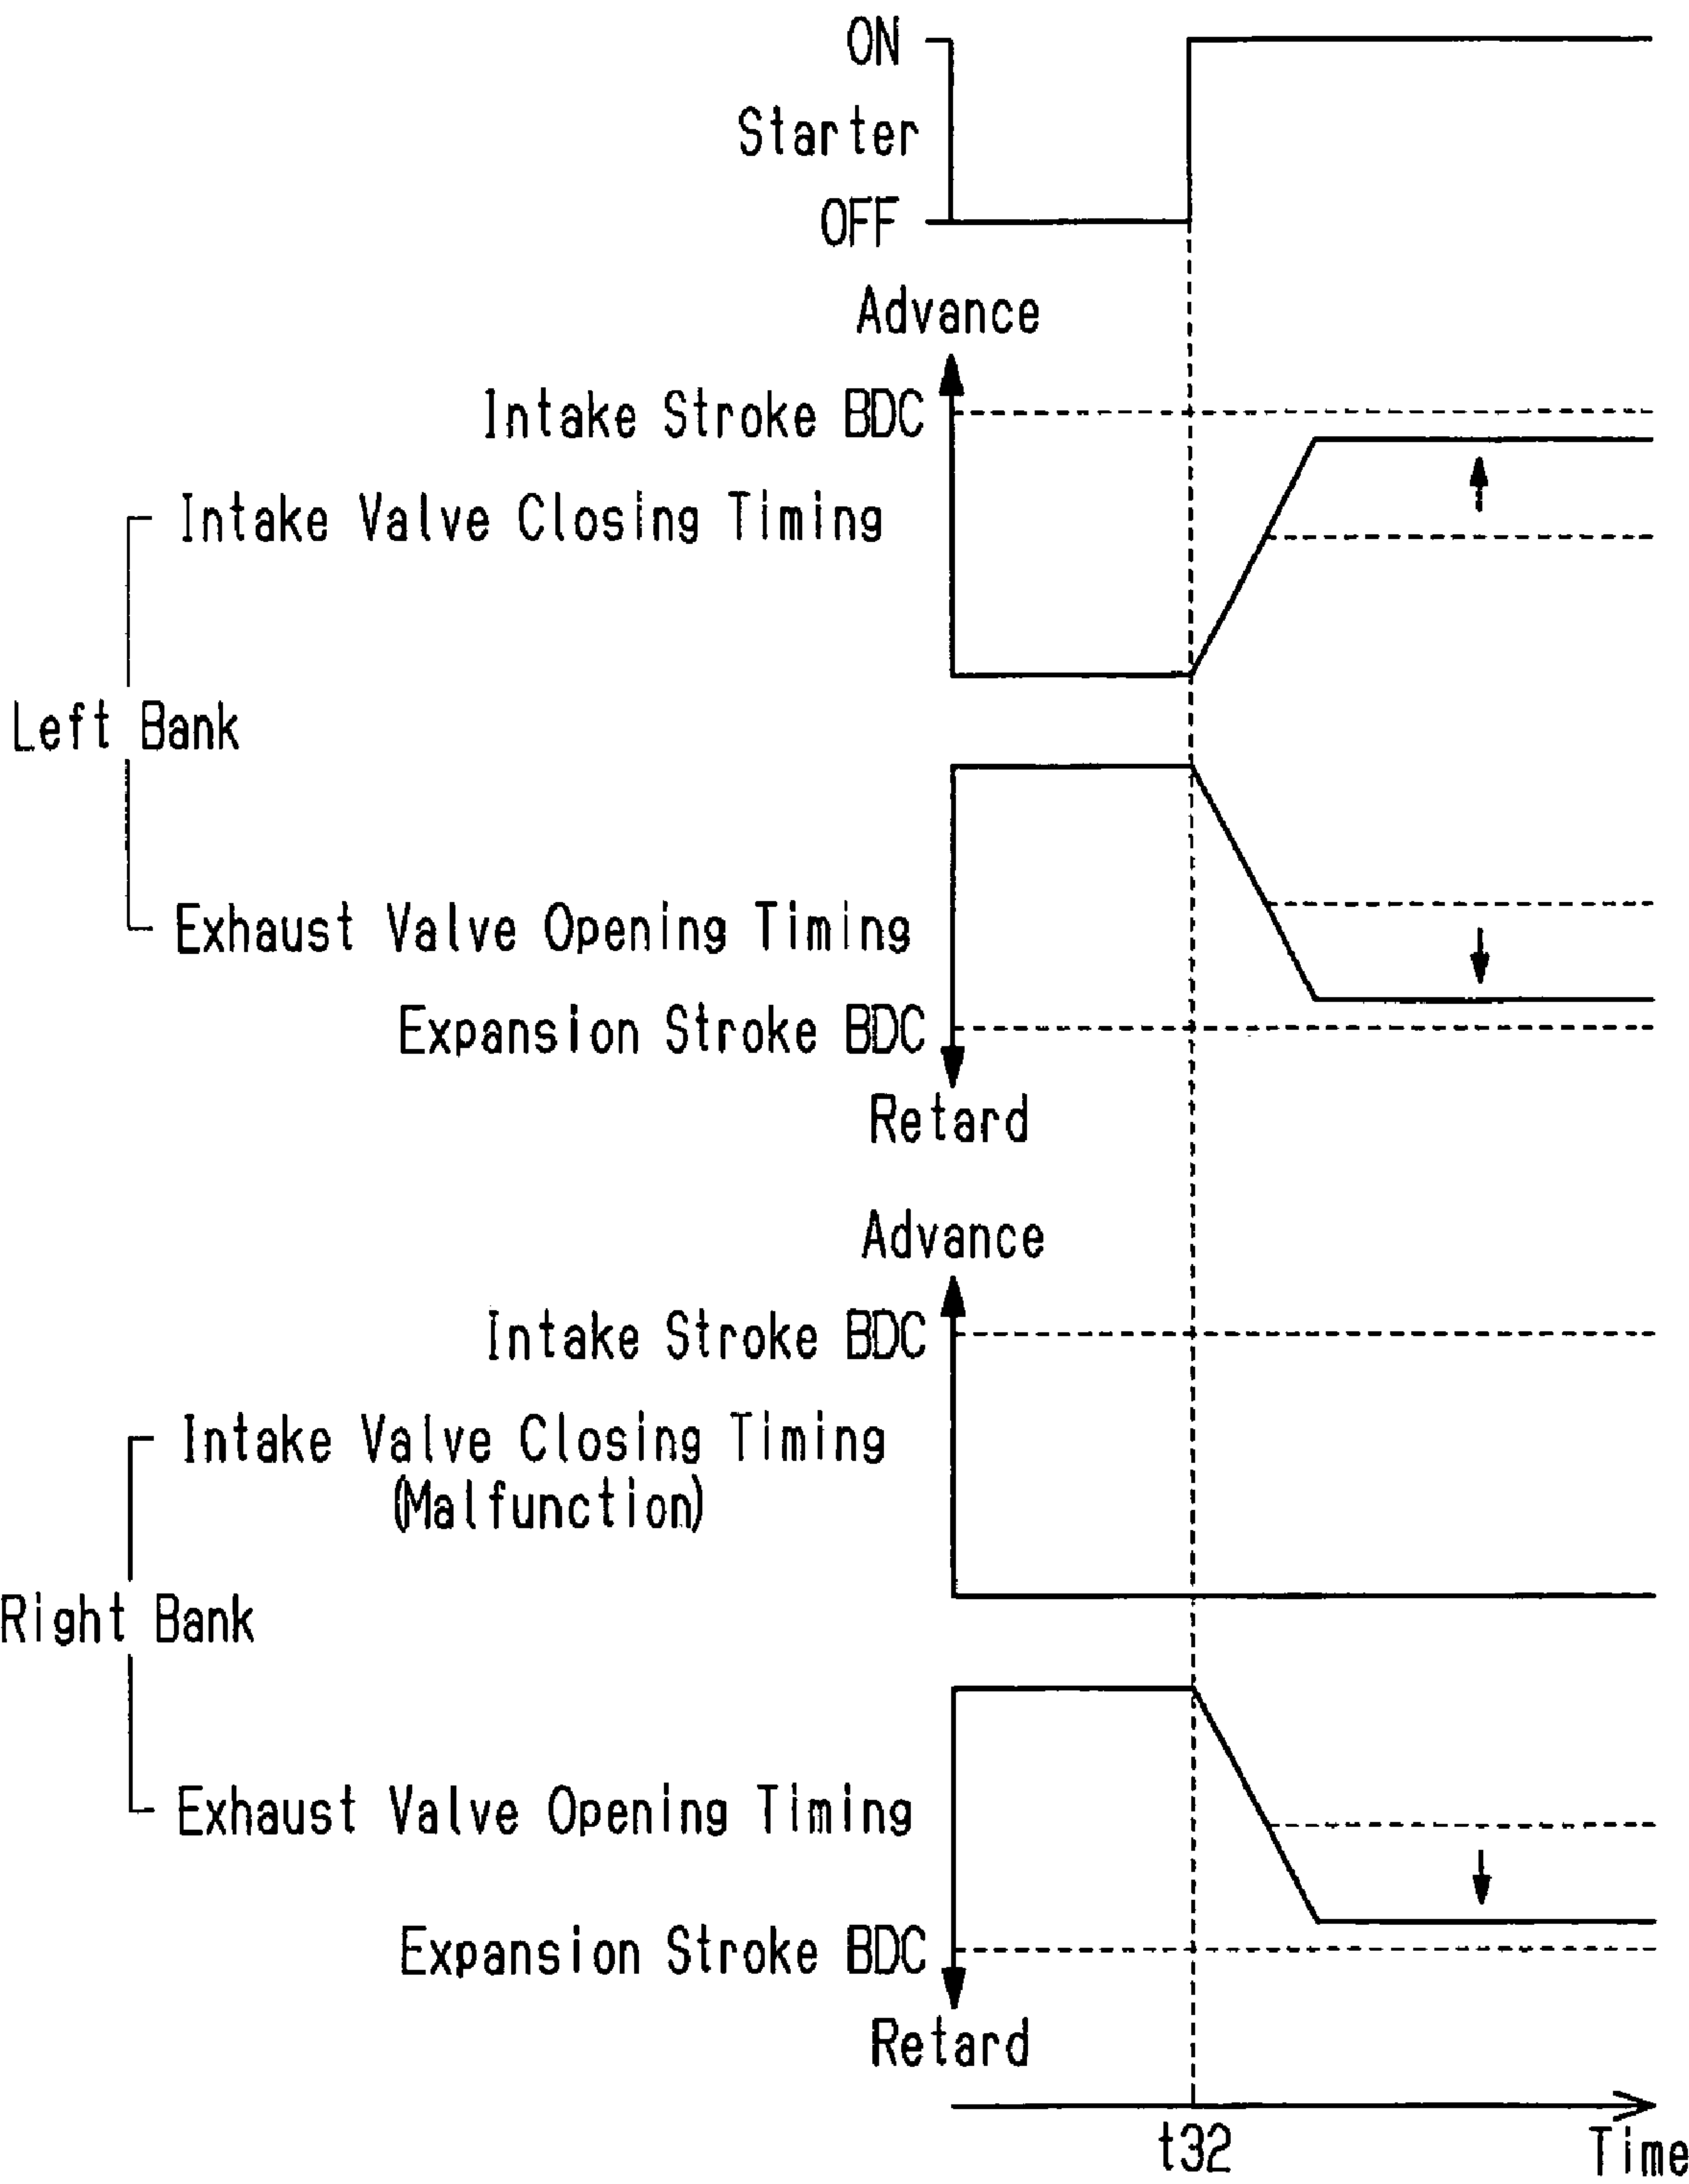 ON
Starter
OFF
Advance
Intake Stroke BDC
Intake Valve Closing Timing
Left Bank
Exhaust Valve Opening Timing
Expansion Stroke BDC
Retard
Advance
Intake Stroke BDC
Intake Valve Closing Timing
(Malfunction)
Right Bank
Exhaust Valve Opening Timing
Expansion Stroke BDC
Retard
t32
Time